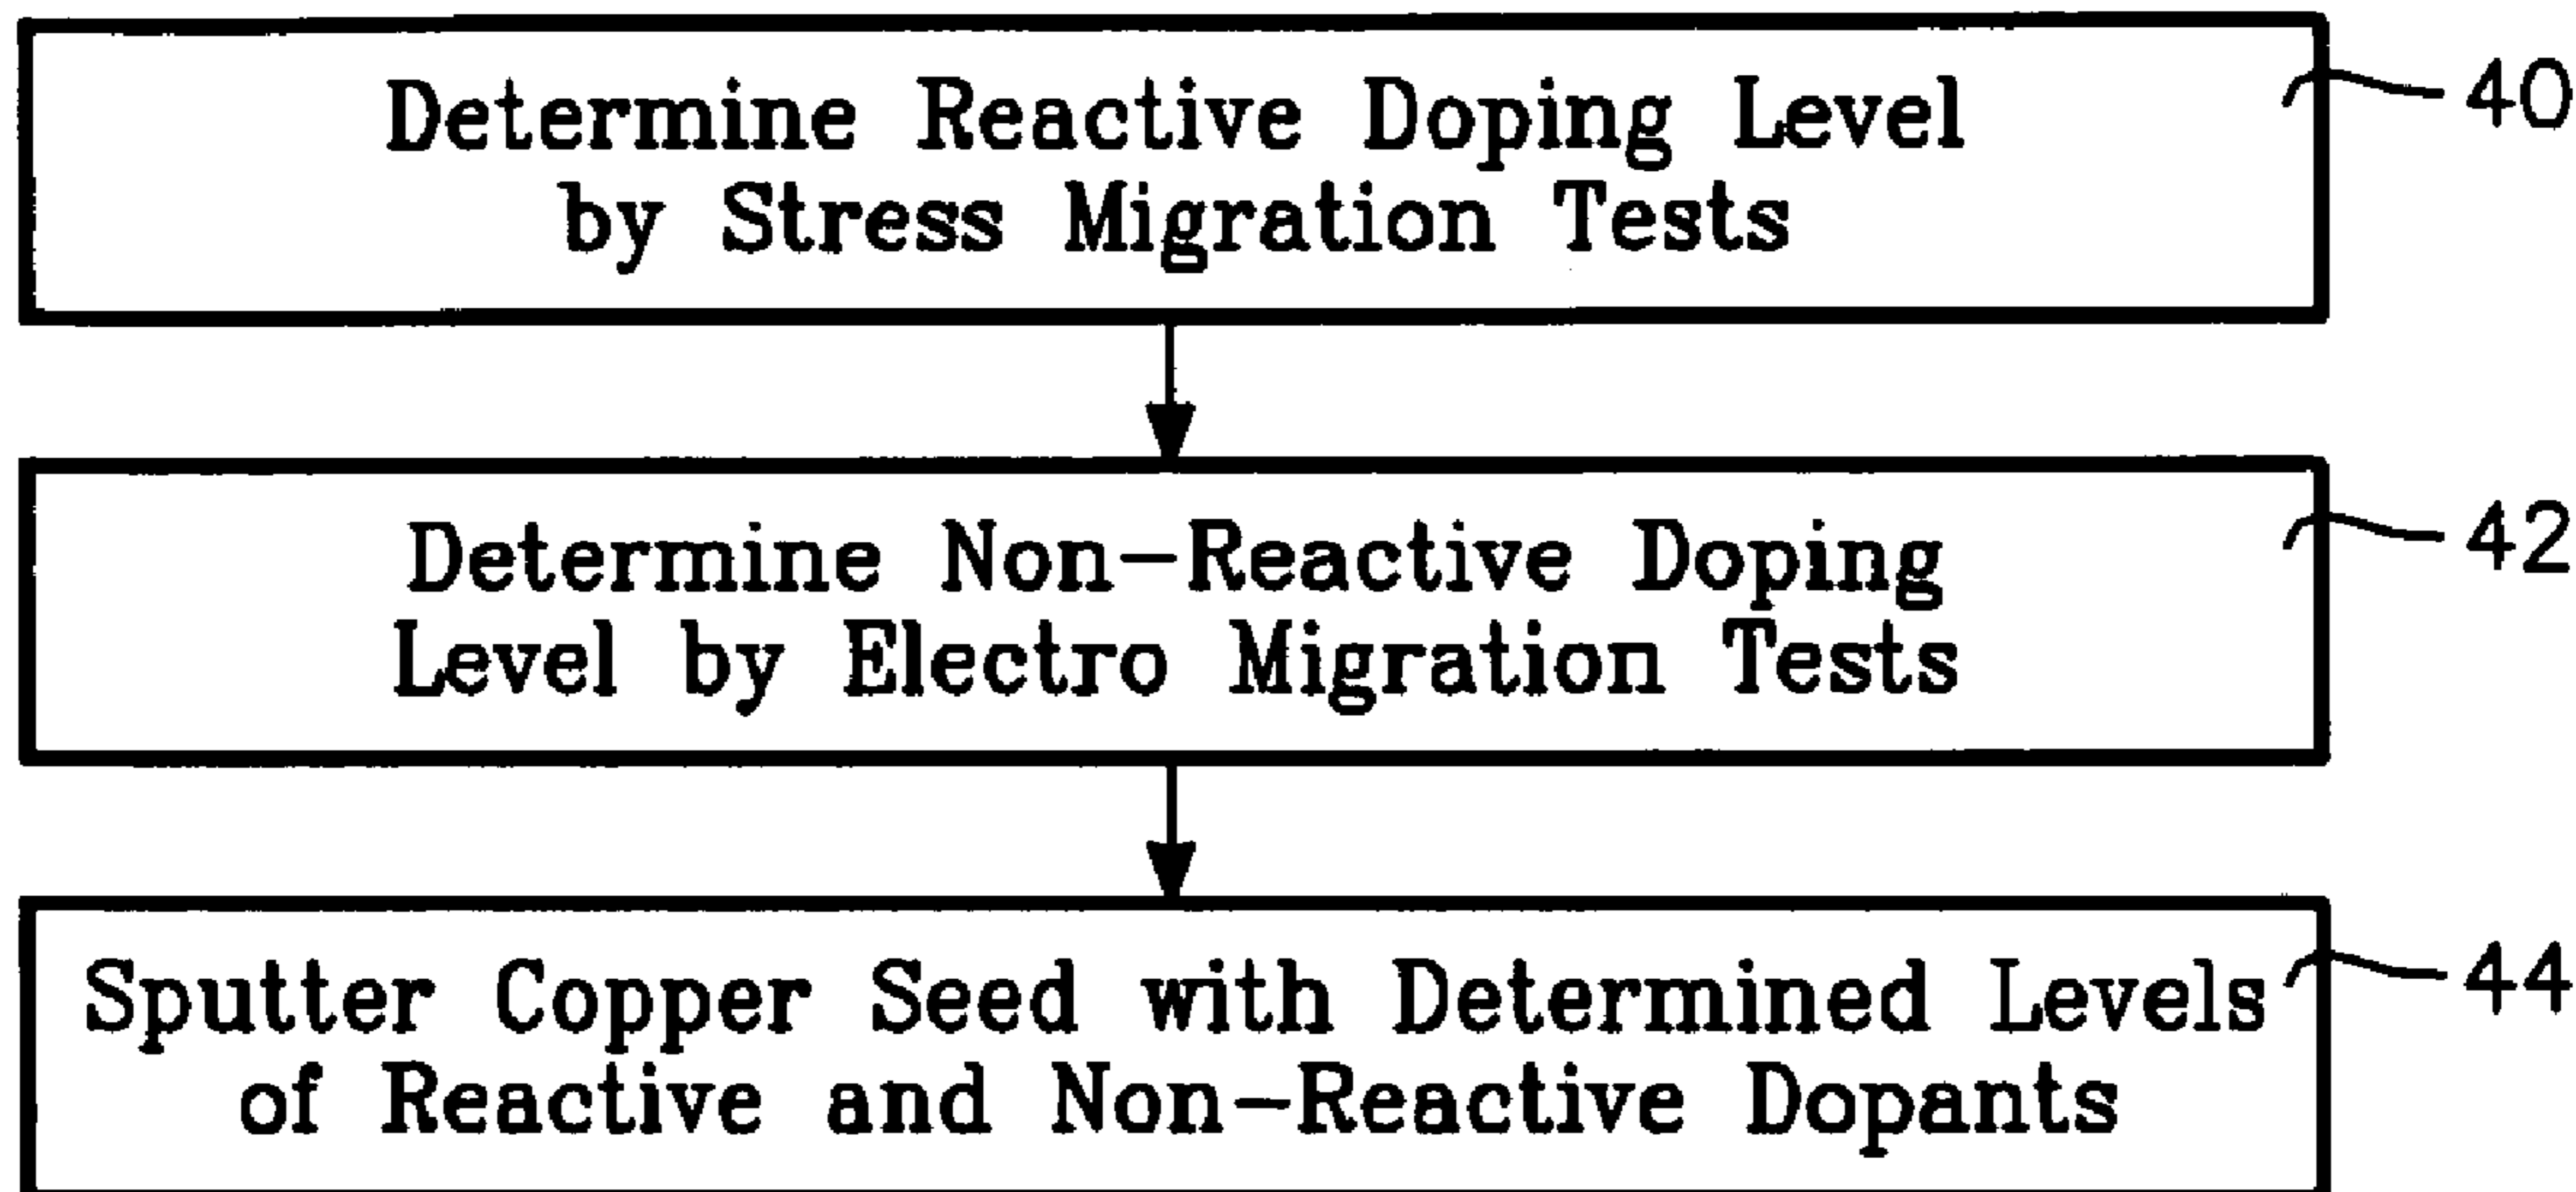 Determine Reactive Doping Level
by Stress Migration Tests
40
Determine Non-Reactive Doping
Level by Electro Migration Tests
42
Sputter Copper Seed with Determined Levels
of Reactive and Non-Reactive Dopants
44